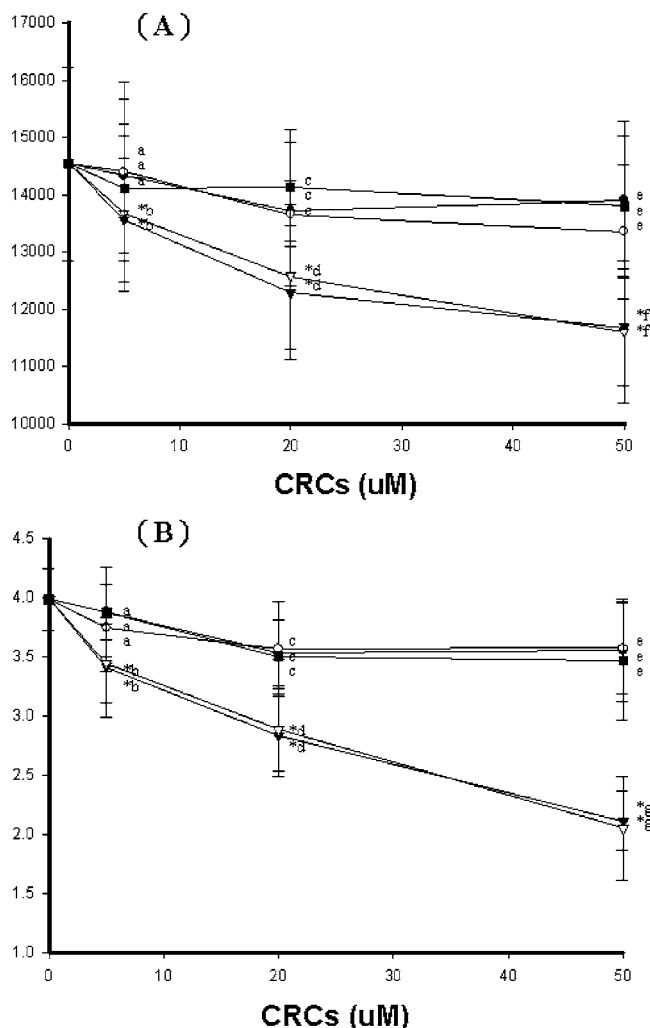 (A)
17000
16000
a
15000
a
a
c
c
e
14000
e
e
e
*b
*b
13000
*d
*d
12000
*f
*f
11000
10000
0 10 20 30 40 50
CRCs (uM)
(B)
4.5
4.0
a
a
a
c
e
c
3.5
e
e
e
*b
*b
3.0
*d
*d
2.5
2.0
1.5
1.0
0 10 20 30 40 50
CRCs (uM)